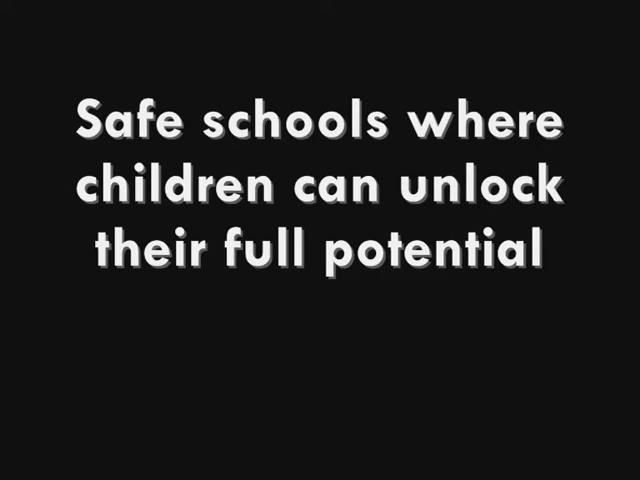 Safe schools where
children can unlock
their full potential